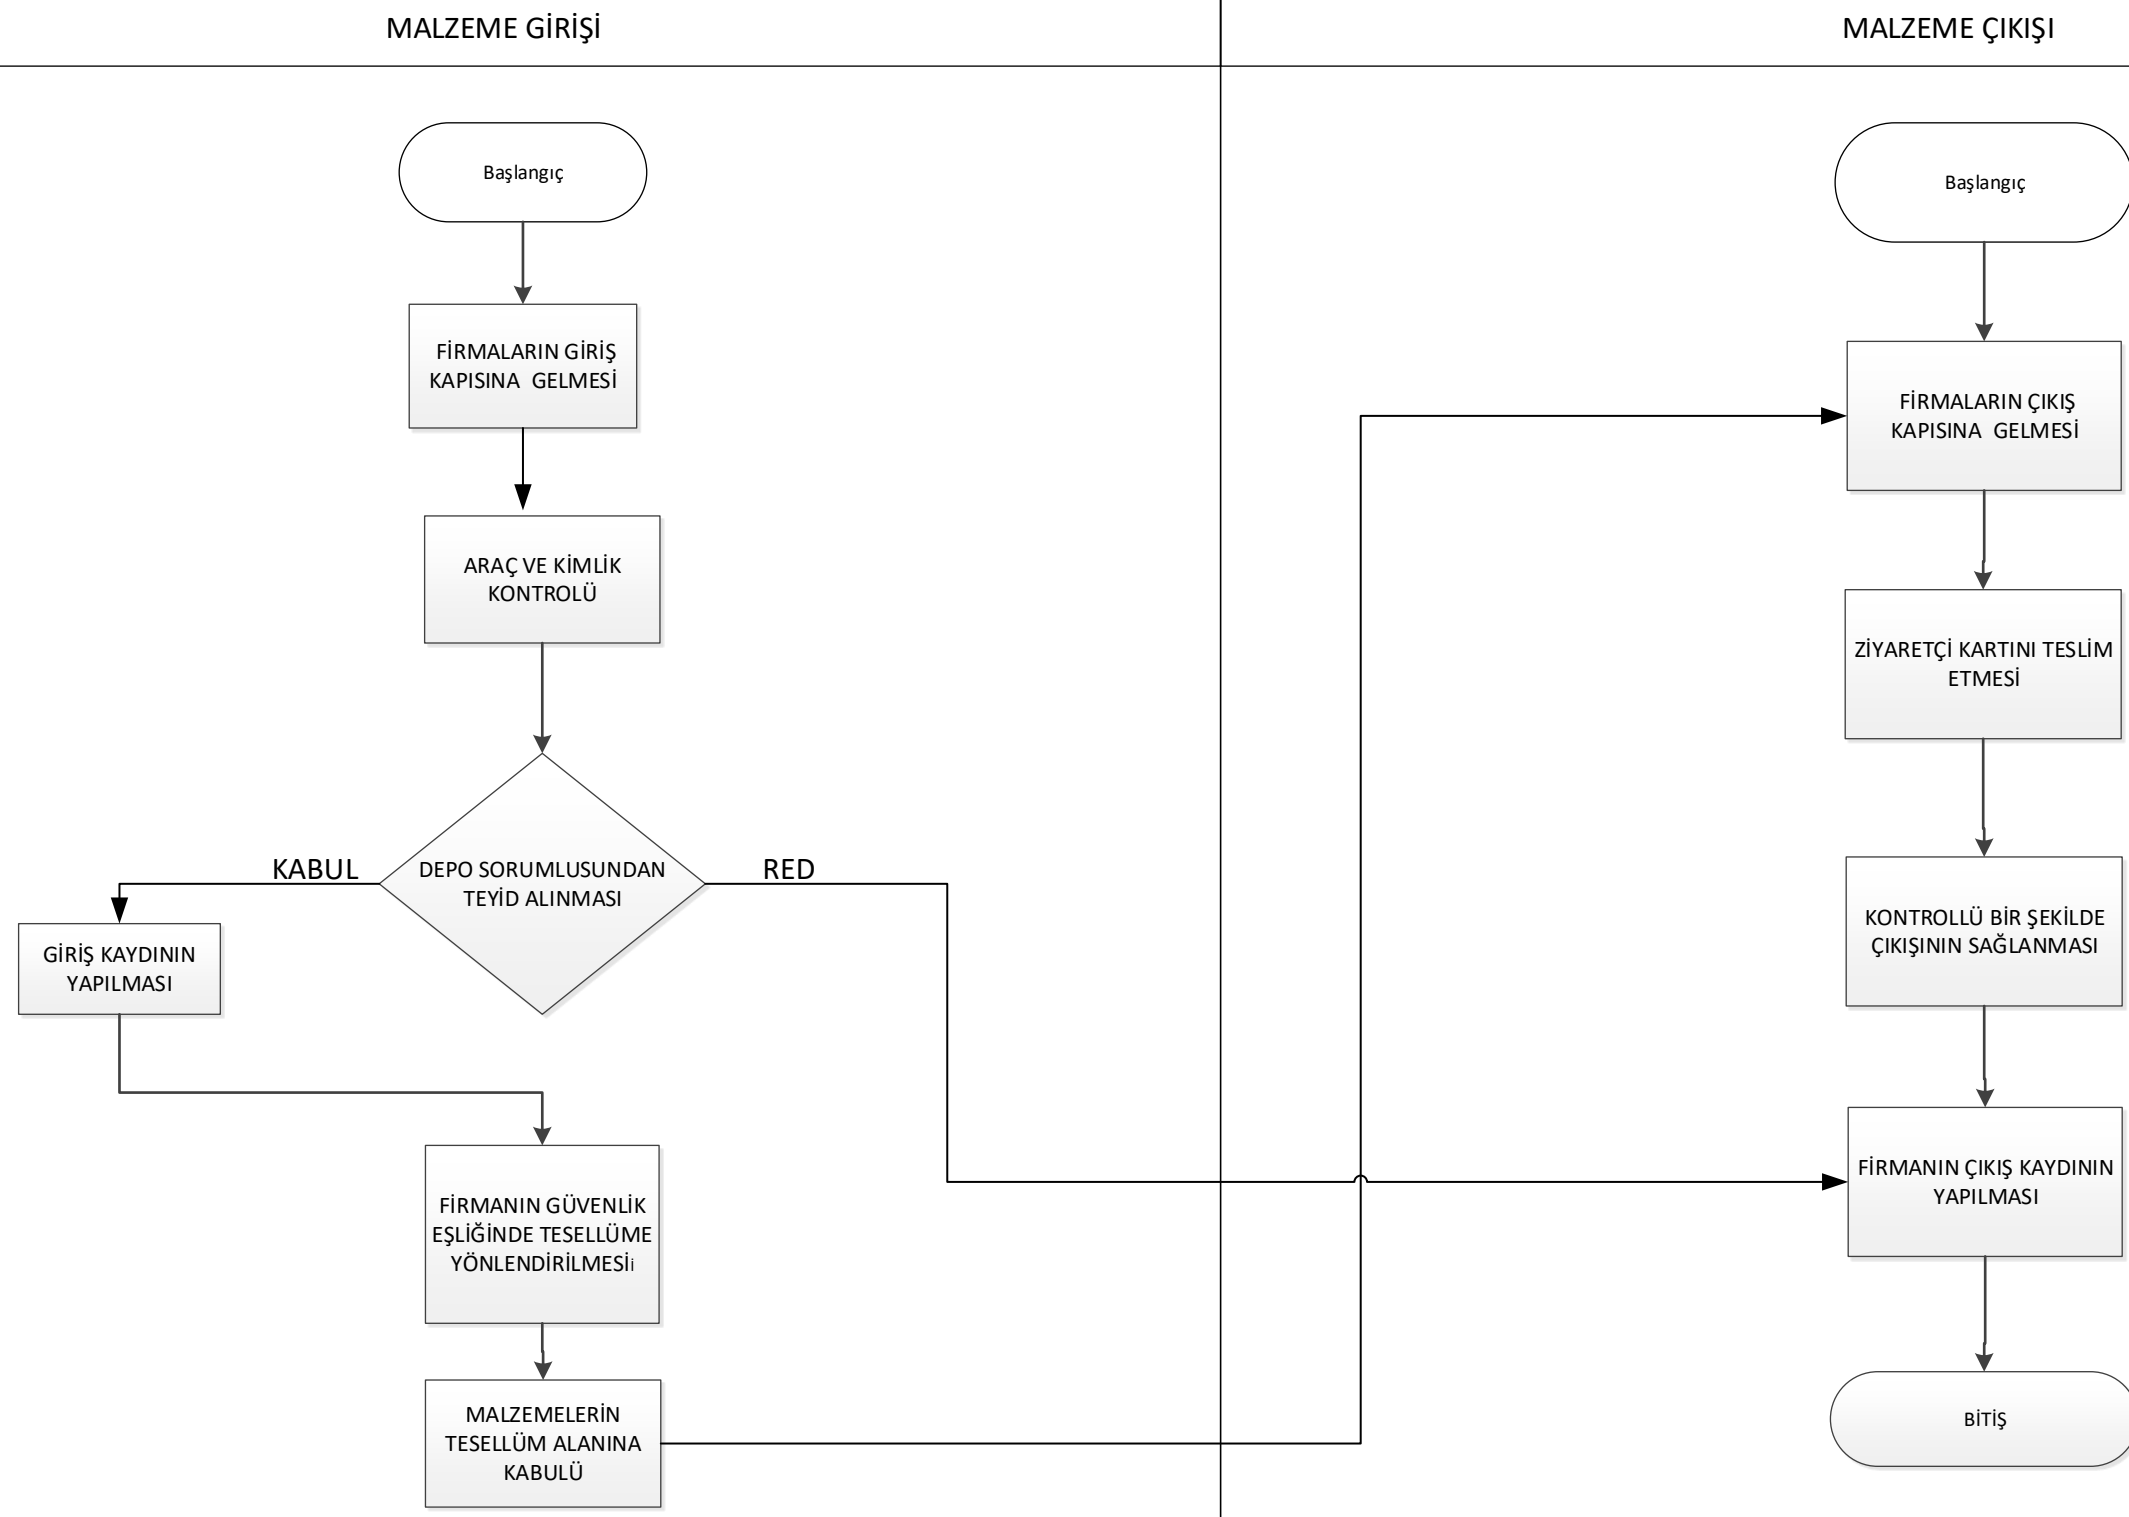 MALZEME GİRİŞİ
MALZEME ÇIKIŞI
Başlangıç
FİRMALARIN GİRİŞ
KAPISINA  GELMESİ
ARAÇ VE KİMLİK
KONTROLÜ
KABUL
DEPO SORUMLUSUNDAN
TEYİD ALINMASI
RED
GİRİŞ KAYDININ
YAPILMASI
FİRMANIN GÜVENLİK
EŞLİĞİNDE TESELLÜME
YÖNLENDİRİLMESİi
MALZEMELERİN
TESELLÜM ALANINA
KABULÜ
Başlangıç
FİRMALARIN ÇIKIŞ
KAPISINA  GELMESİ
ZİYARETÇİ KARTINI TESLİM
ETMESİ
KONTROLLÜ BİR ŞEKİLDE
ÇIKIŞININ SAĞLANMASI
FİRMANIN ÇIKIŞ KAYDININ
YAPILMASI
BİTİŞ